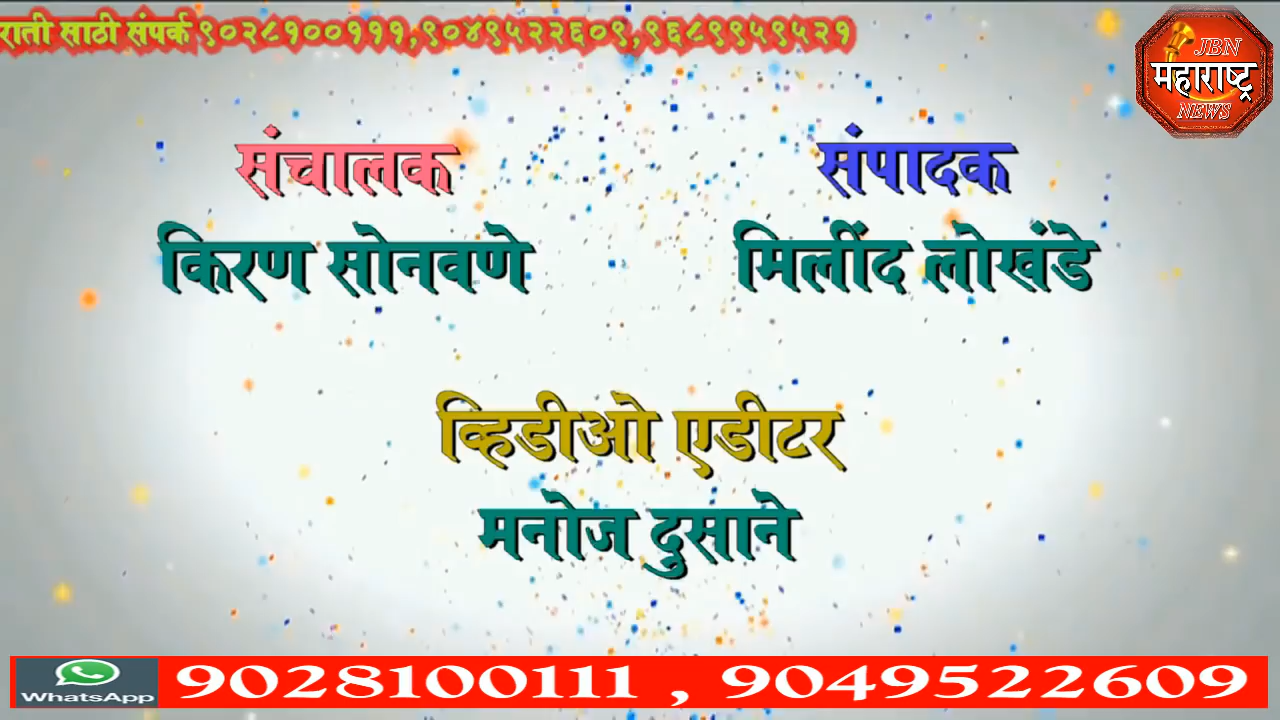 राती साठी संपर्क ९०२८१००१११,९०४९५२२६०९,९६८९९५९५२१
JBN
महाराष्ट्र
NEWS
संचालक
किरण सोनवणे
संपादक
मिलींद लोखंडे
व्हिडीओ एडीटर
मनोज दुसाने
WhatsApp
9028100111 , 9049522609